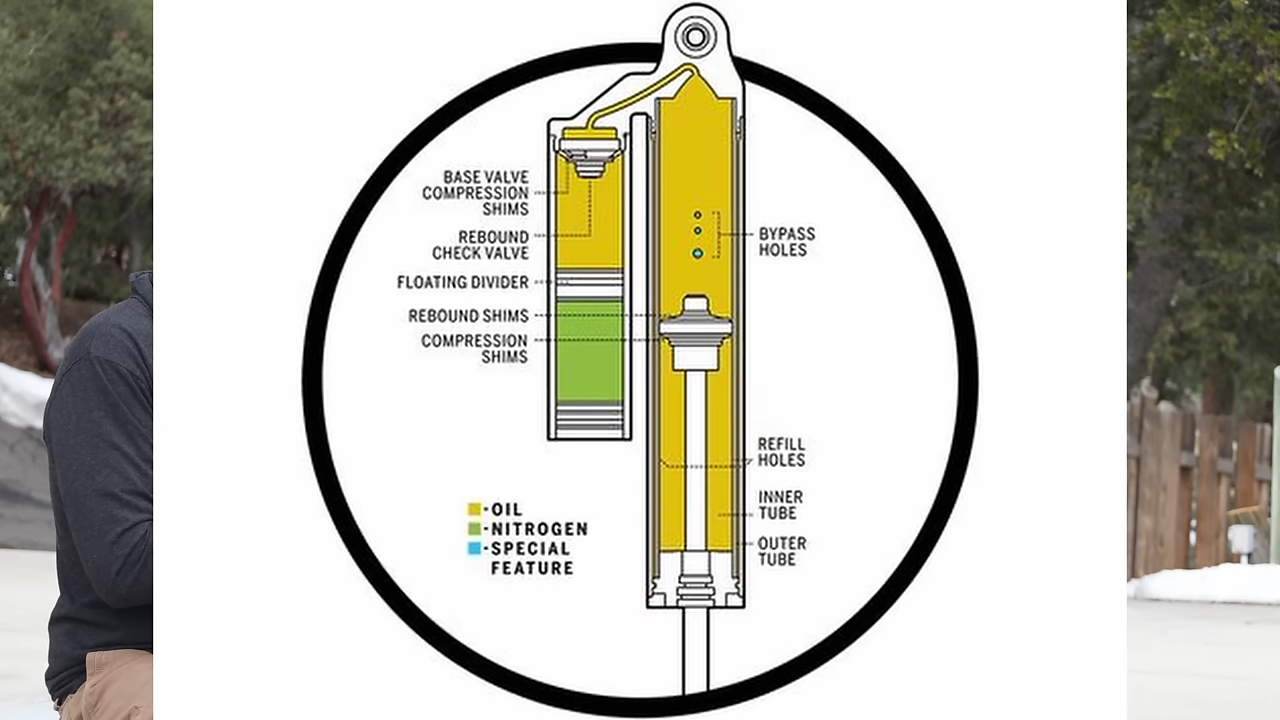 BASE VALVE
COMPRESSION
SHIMS
REBOUND
CHECK VALVE
FLOATING DIVIDER
REBOUND SHIMS
COMPRESSION
SHIMS
BYPASS
HOLES
REFILL
HOLES
INNER
TUBE
OUTER
TUBE
-OIL
-NITROGEN
-SPECIAL
FEATURE